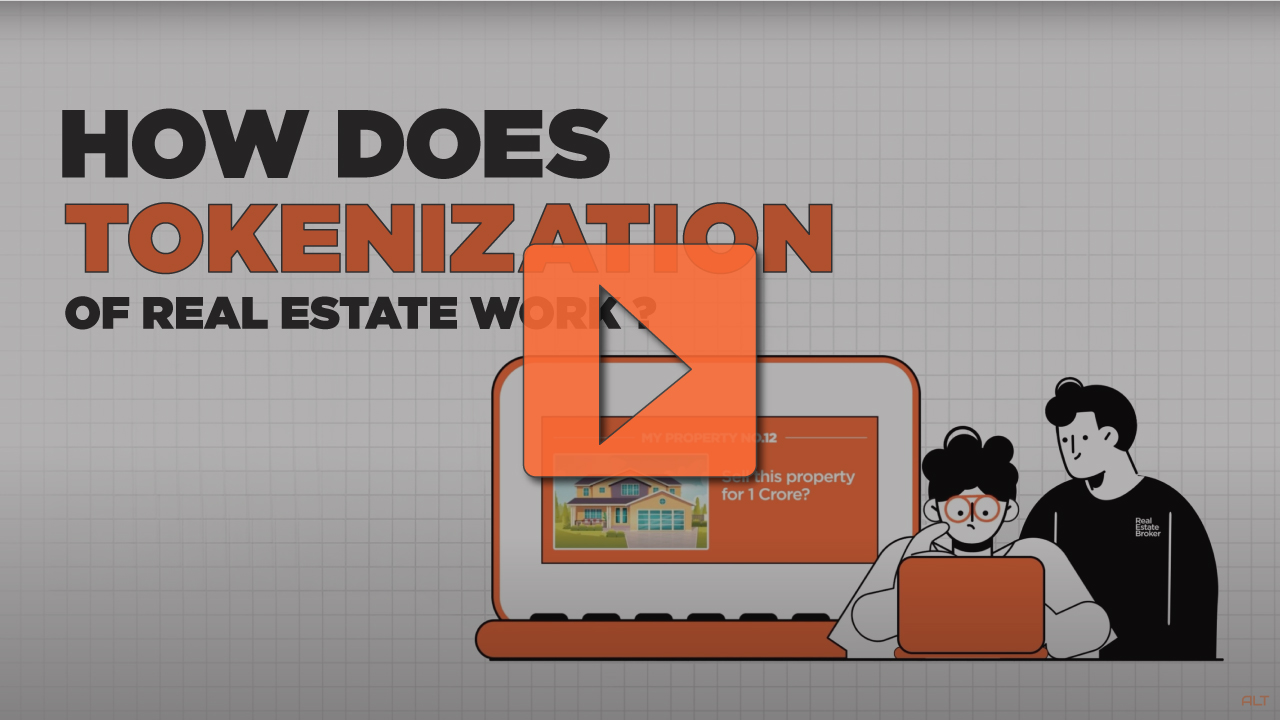 HOW DOES
TOKENIZATION
OF REAL ESTATE WORK ?
MY PROPERTY NO.12
Sell this property
for 1 Crore?
Real
Estate
Broker
ALT